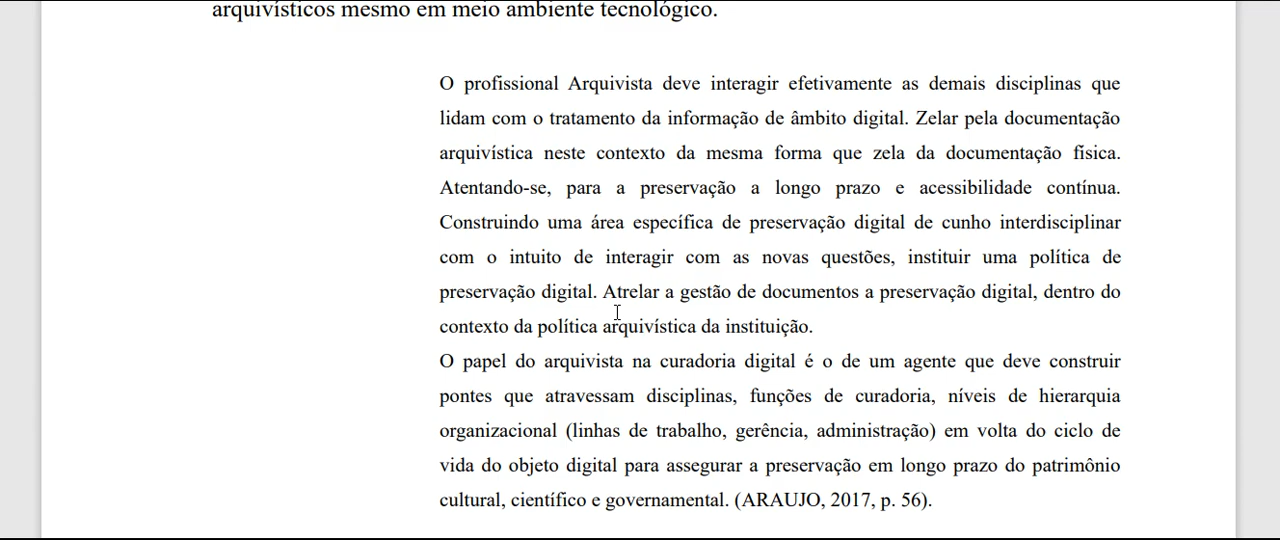 arquivísticos mesmo em meio ambiente tecnológico.
O profissional Arquivista deve interagir efetivamente as demais disciplinas que
lidam com o tratamento da informação de âmbito digital. Zelar pela documentação
arquivística neste contexto da mesma forma que zela da documentação física.
Atentando-se, para a preservação a longo prazo e acessibilidade contínua.
Construindo uma área específica de preservação digital de cunho interdisciplinar
com o intuito de interagir com as novas questões, instituir uma política de
preservação digital. Atrelar a gestão de documentos a preservação digital, dentro do
contexto da política arquivística da instituição.
O papel do arquivista na curadoria digital é o de um agente que deve construir
pontes que atravessam disciplinas, funções de curadoria, níveis de hierarquia
organizacional (linhas de trabalho, gerência, administração) em volta do ciclo de
vida do objeto digital para assegurar a preservação em longo prazo do patrimônio
cultural, científico e governamental. (ARAUJO, 2017, p. 56).